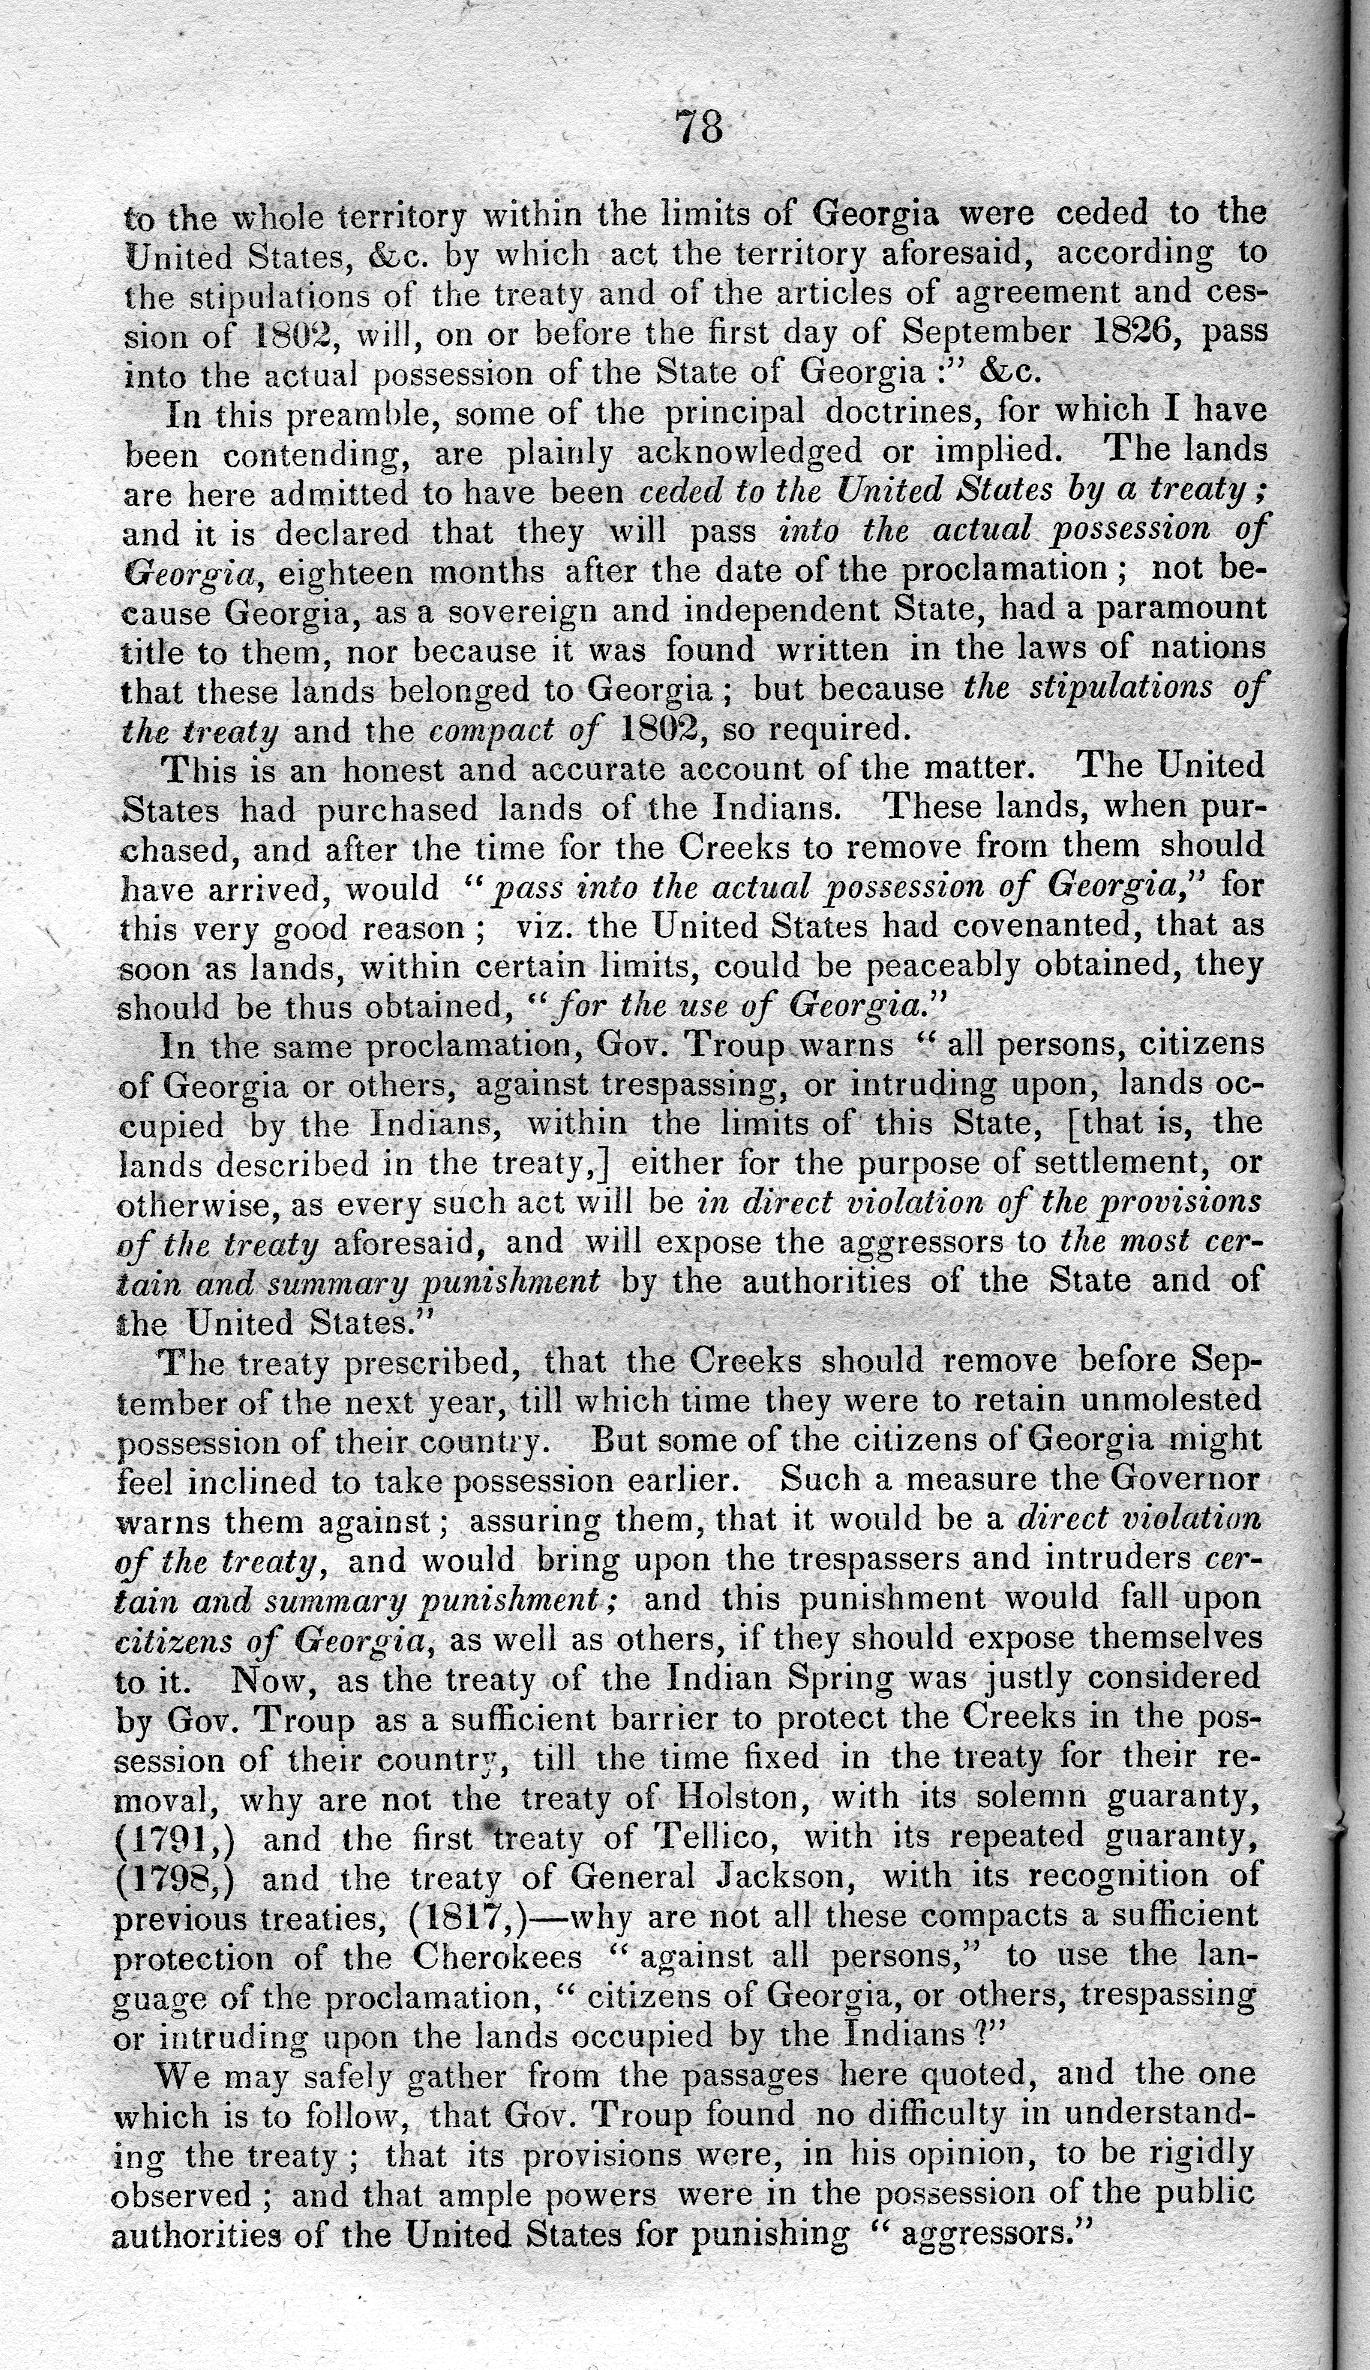 78
to the whole territory within the limits of Georgia were ceded to the
United States, &c. by which act the territory aforesaid, according to
the stipulations of the treaty and of the articles of agreement and ces-
sion of 1802, will, on or before the first day of September 1826, pass
into the actual possession of the State of Georgia :” &c.
In this preamble, some of the principal doctrines, for which I have
been contending, are plainly acknowledged or implied. The lands
are here admitted to have been ceded to the United States by a treaty ;
and it is declared that they will pass into the actual possession of
Georgia, eighteen months after the date of the proclamation ; not be-
cause Georgia, as a sovereign and independent State, had a paramount
title to them, nor because it was found written in the laws of nations
that these lands belonged to Georgia ; but because the stipulations of
the treaty and the compact of 1802, so required.
This is an honest and accurate account of the matter. The United
States had purchased lands of the Indians. These lands, when pur-
chased, and after the time for the Creeks to remove from them should
have arrived, would “ pass into the actual possession of Georgia,” for
this very good reason ; viz. the United States had covenanted, that as
soon as lands, within certain limits, could be peaceably obtained, they
should be thus obtained, “ for the use of Georgia.”
In the same proclamation, Gov. Troup warns “ all persons, citizens
of Georgia or others, against trespassing, or intruding upon, lands oc-
cupied by the Indians, within the limits of this State, [that is, the
lands described in the treaty,] either for the purpose of settlement, or
otherwise, as every such act will be in direct violation of the provisions
of the treaty aforesaid, and will expose the aggressors to the most cer-
tain and summary punishment by the authorities of the State and of
the United States.”
The treaty prescribed, that the Creeks should remove before Sep-
tember of the next year, till which time they were to retain unmolested
possession of their country. But some of the citizens of Georgia might
feel inclined to take possession earlier. Such a measure the Governor
warns them against ; assuring them, that it would be a direct violation
of the treaty, and would bring upon the trespassers and intruders cer-
tain and summary punishment ; and this punishment would fall upon
citizens of Georgia, as well as others, if they should expose themselves
to it. Now, as the treaty of the Indian Spring was justly considered
by Gov. Troup as a sufficient barrier to protect the Creeks in the pos-
session of their country, till the time fixed in the treaty for their re-
moval, why are not the treaty of Holston, with its solemn guaranty,
(1791,) and the first treaty of Tellico, with its repeated guaranty,
(1798,) and the treaty of General Jackson, with its recognition of
previous treaties, (1817,)—why are not all these compacts a sufficient
protection of the Cherokees “ against all persons,” to use the lan-
guage of the proclamation, “ citizens of Georgia, or others, trespassing
or intruding upon the lands occupied by the Indians ?”
We may safely gather from the passages here quoted, and the one
which is to follow, that Gov. Troup found no difficulty in understand-
ing the treaty ; that its provisions were, in his opinion, to be rigidly
observed ; and that ample powers were in the possession of the public
authorities of the United States for punishing “ aggressors.”